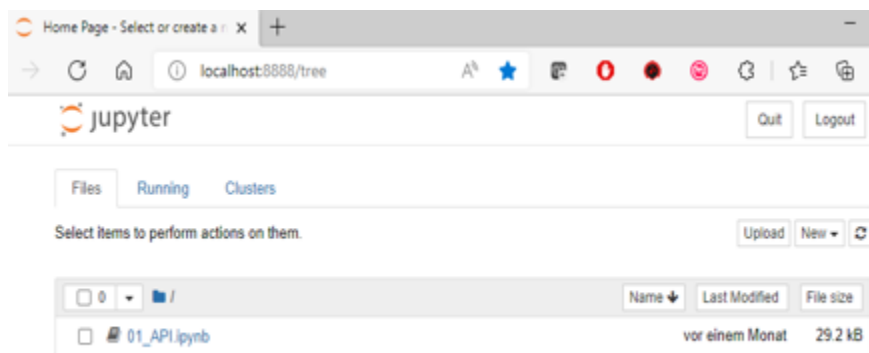 Home Page - Select or create a n
localhost:8888/tree
jupyter
Quit Logout
Files Running Clusters
Select items to perform actions on them.
Upload New
0 /
Name Last Modified File size
01_API.ipynb vor einem Monat 29.2 kB